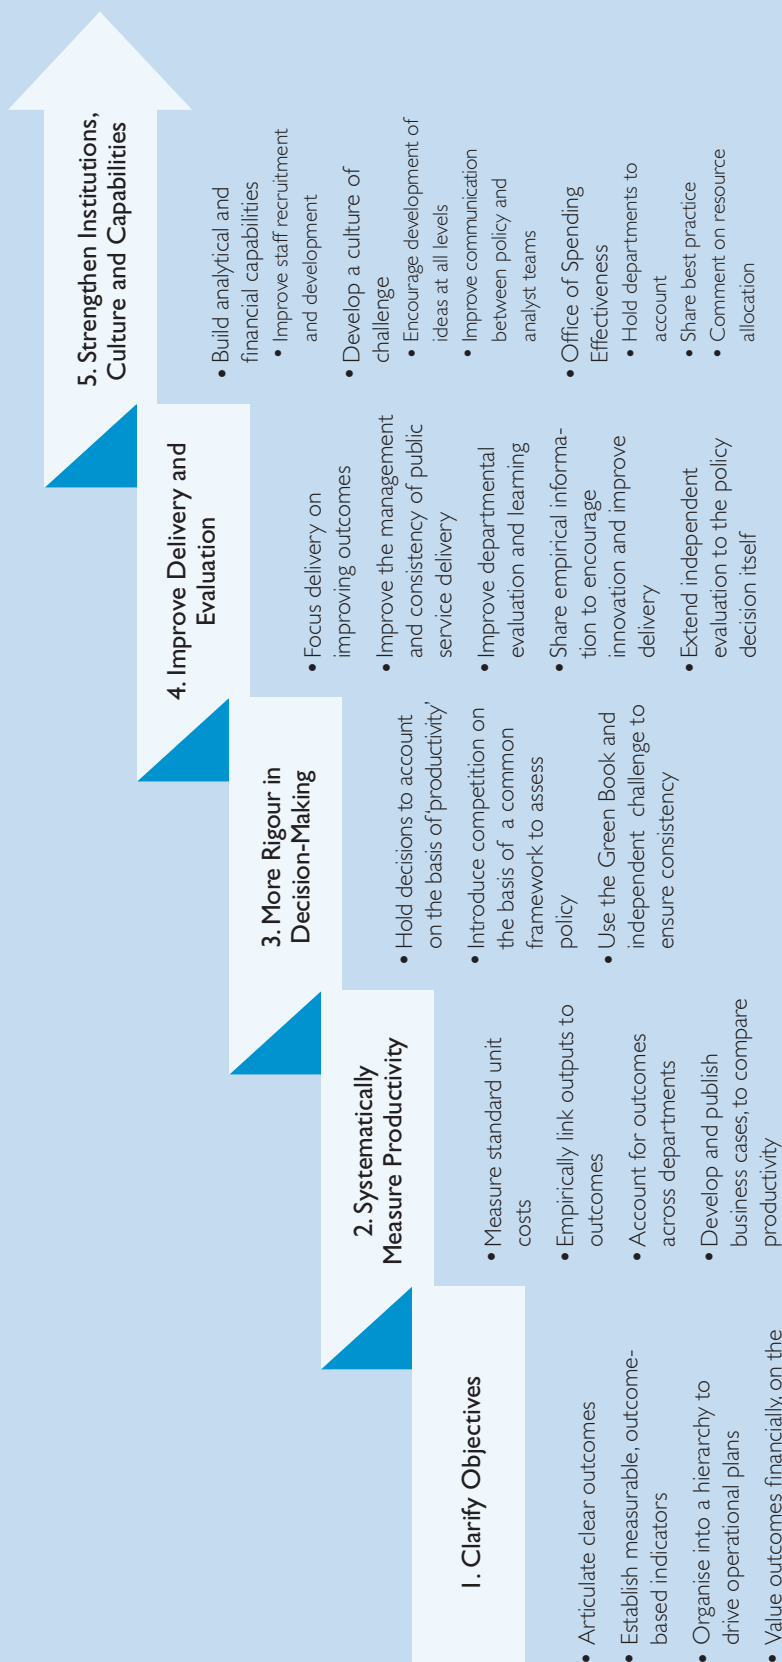 1. Clarify Objectives
• Articulate clear outcomes
• Establish measurable, outcome-
based indicators
• Organise into a hierarchy to
drive operational plans
• Value outcomes financially, on the
2. Systematically
Measure Productivity
• Measure standard unit
costs
• Empirically link outputs to
outcomes
• Account for outcomes
across departments
• Develop and publish
business cases, to compare
productivity
3. More Rigour in
Decision-Making
• Hold decisions to account
on the basis of 'productivity'
• Introduce competition on
the basis of a common
framework to assess
policy
• Use the Green Book and
independent challenge to
ensure consistency
4. Improve Delivery and
Evaluation
• Focus delivery on
improving outcomes
• Improve the management
and consistency of public
service delivery
• Improve departmental
evaluation and learning
• Share empirical informa-
tion to encourage
innovation and improve
delivery
• Extend independent
evaluation to the policy
decision itself
5. Strengthen Institutions,
Culture and Capabilities
• Build analytical and
financial capabilities
• Improve staff recruitment
and development
• Develop a culture of
challenge
• Encourage development of
ideas at all levels
• Improve communication
between policy and
analyst teams
• Office of Spending
Effectiveness
• Hold departments to
account
• Share best practice
• Comment on resource
allocation